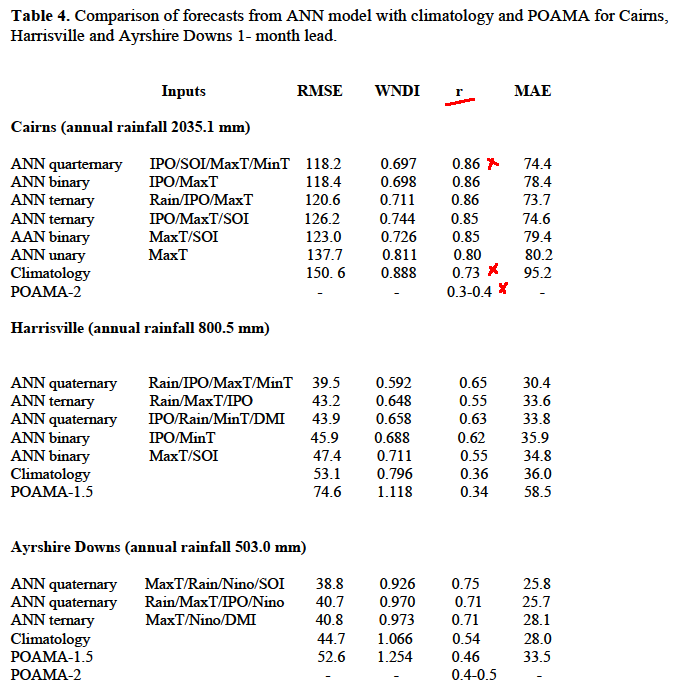 Table 4. Comparison of forecasts from ANN model with climatology and POAMA for Cairns,
Harrisville and Ayrshire Downs 1- month lead.
Inputs RMSE WNDI r MAE
Cairns (annual rainfall 2035.1 mm)
ANN quarternary IPO/SOI/MaxT/MinT 118.2 0.697 0.86 74.4
ANN binary IPO/MaxT 118.4 0.698 0.86 78.4
ANN ternary Rain/IPO/MaxT 120.6 0.711 0.86 73.7
ANN ternary IPO/MaxT/SOI 126.2 0.744 0.85 74.6
AAN binary MaxT/SOI 123.0 0.726 0.85 79.4
ANN unary MaxT 137.7 0.811 0.80 80.2
Climatology 150. 6 0.888 0.73 95.2
POAMA-2 - - 0.3-0.4 -
Harrisville (annual rainfall 800.5 mm)
ANN quaternary Rain/IPO/MaxT/MinT 39.5 0.592 0.65 30.4
ANN ternary Rain/MaxT/IPO 43.2 0.648 0.55 33.6
ANN quaternary IPO/Rain/MinT/DMI 43.9 0.658 0.63 33.8
ANN binary IPO/MinT 45.9 0.688 0.62 35.9
ANN binary MaxT/SOI 47.4 0.711 0.55 34.8
Climatology 53.1 0.796 0.36 36.0
POAMA-1.5 74.6 1.118 0.34 58.5
Ayrshire Downs (annual rainfall 503.0 mm)
ANN quaternary MaxT/Rain/Nino/SOI 38.8 0.926 0.75 25.8
ANN quaternary Rain/MaxT/IPO/Nino 40.7 0.970 0.71 25.7
ANN ternary MaxT/Nino/DMI 40.8 0.973 0.71 28.1
Climatology 44.7 1.066 0.54 28.0
POAMA-1.5 52.6 1.254 0.46 33.5
POAMA-2 - - 0.4-0.5 -